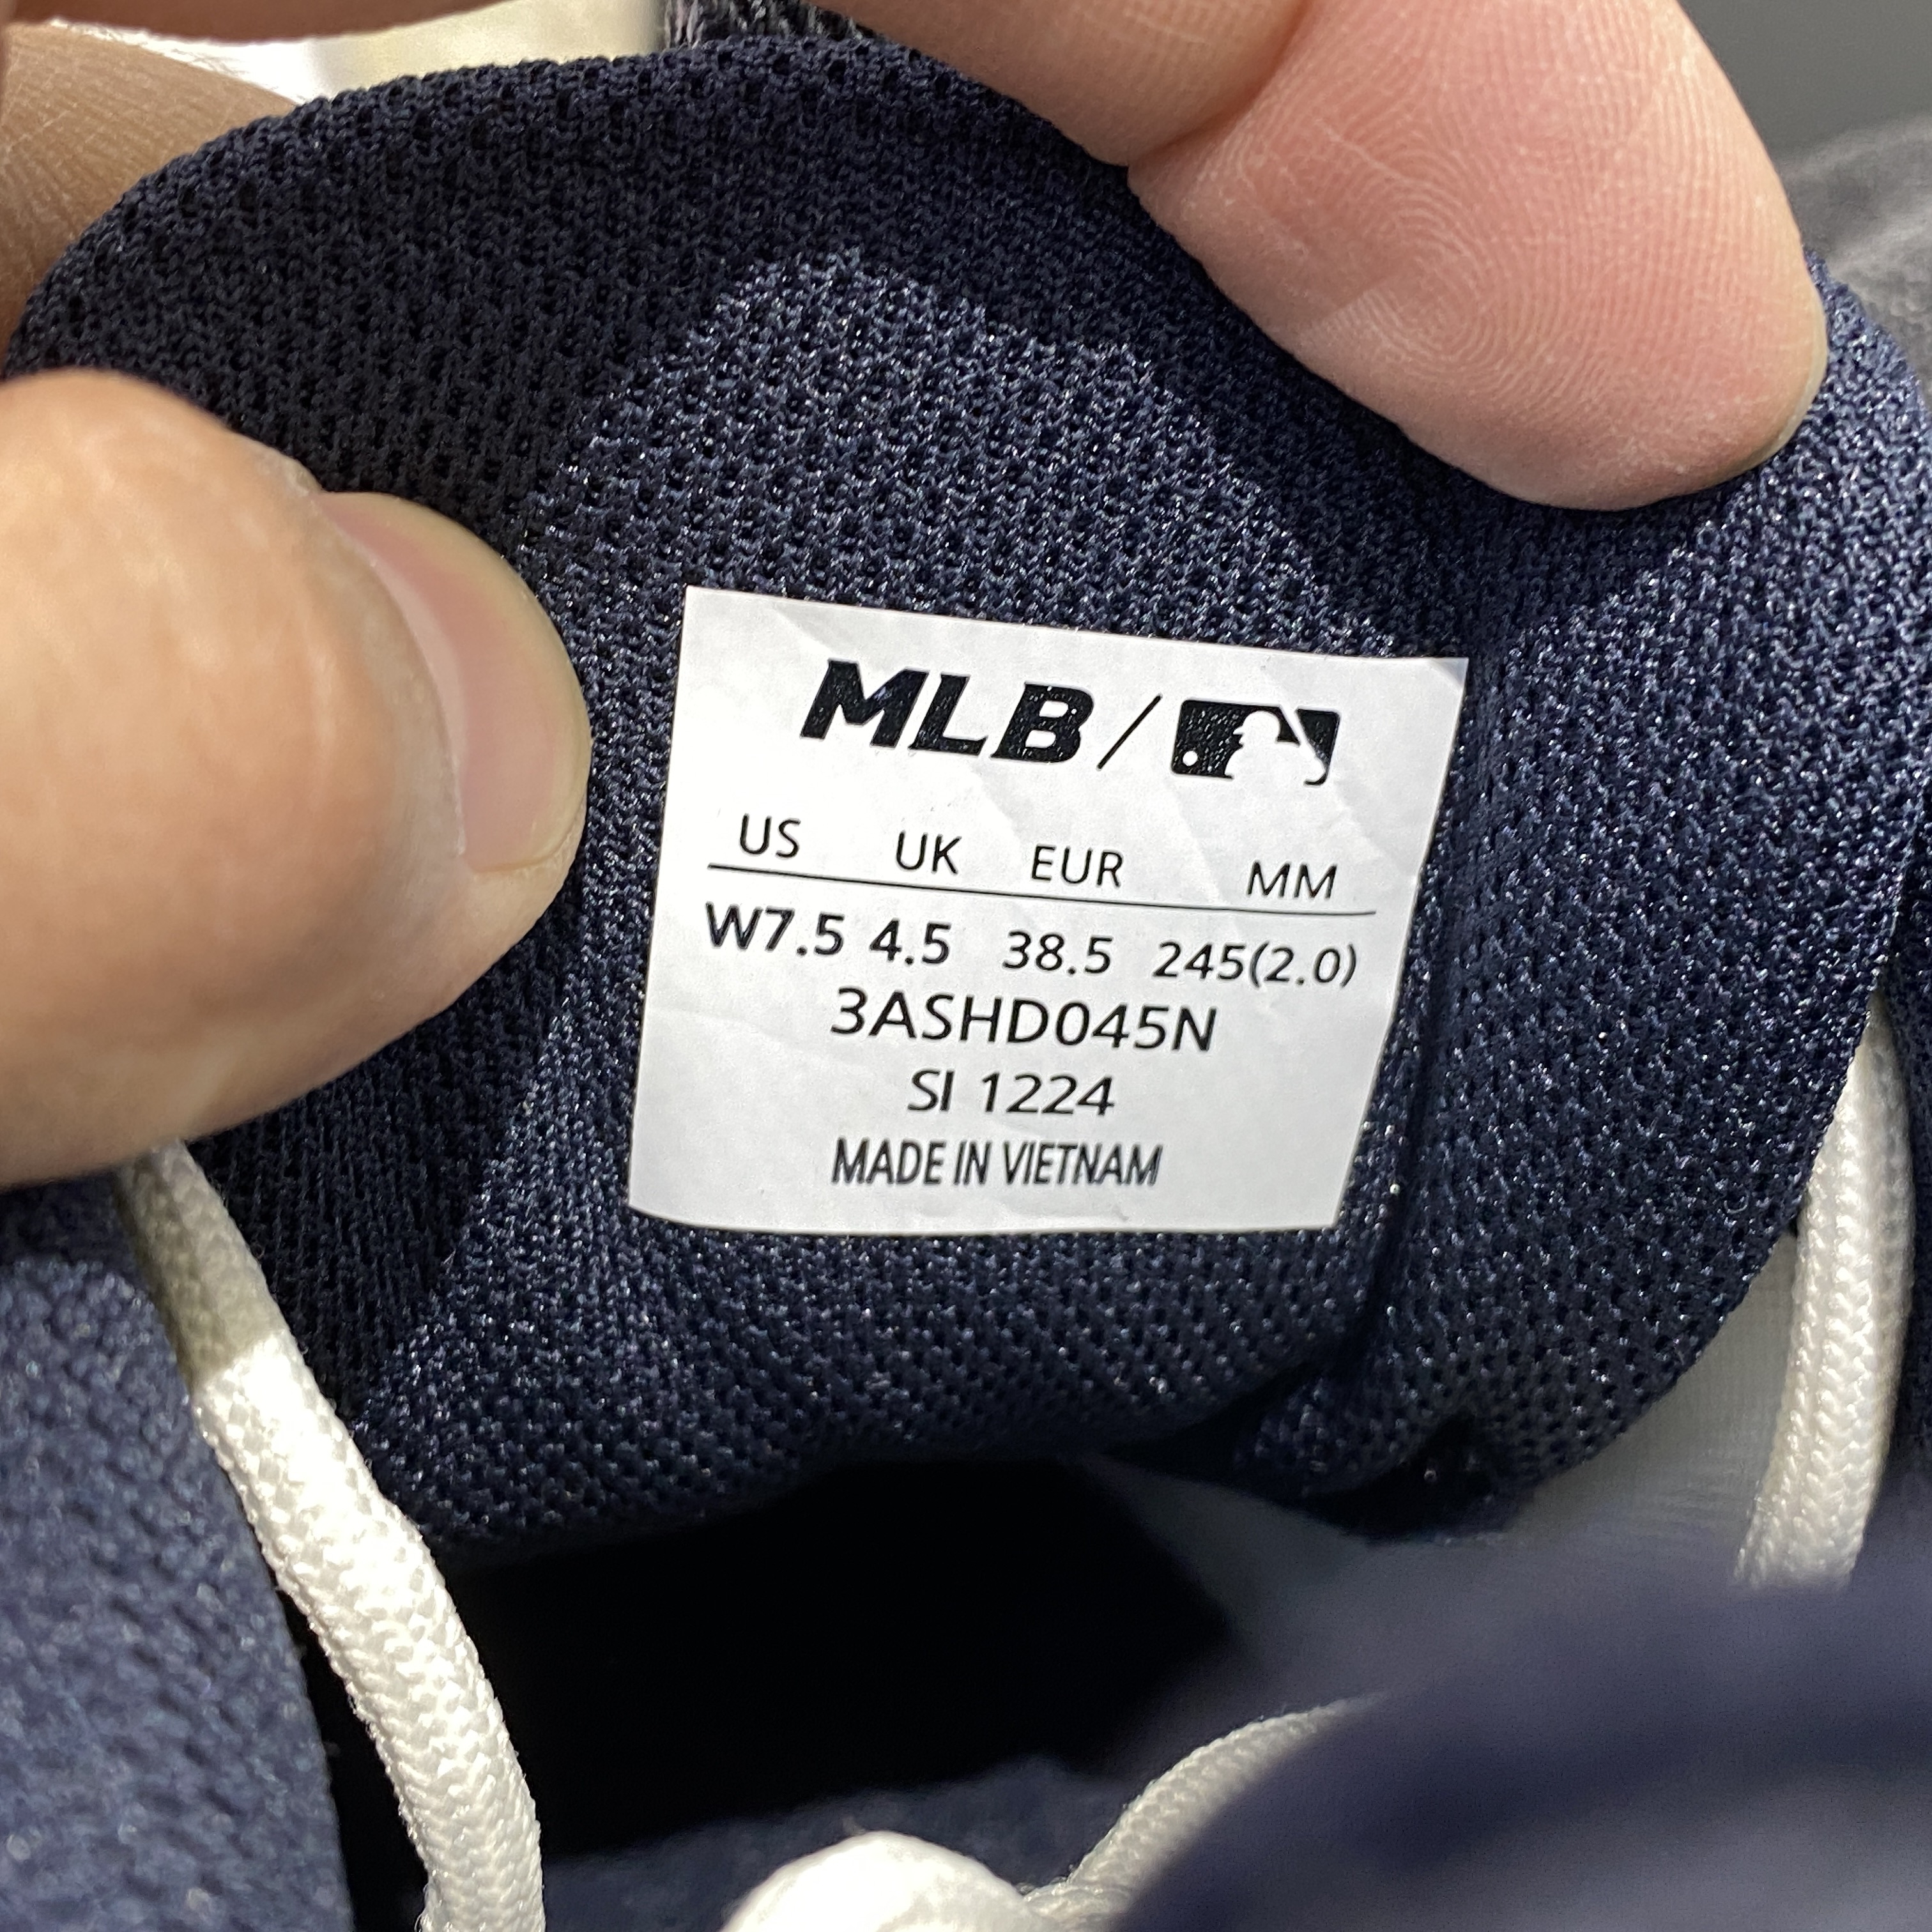 MLB/
US UK EUR MM
W7.5 4.5 38.5 245(2.0)
3ASHD045N
SI 1224
MADE IN VIETNAM